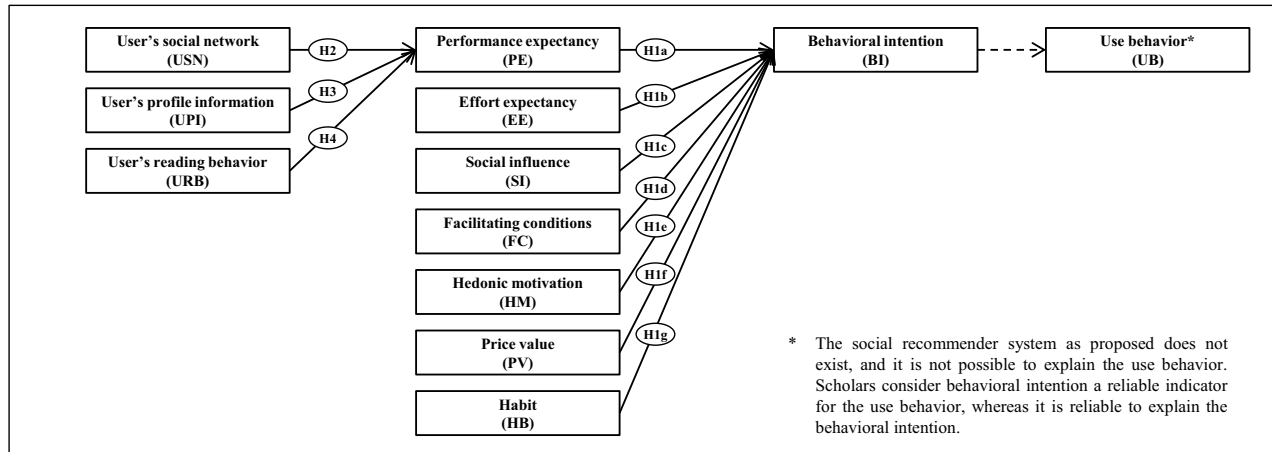 User’s social network
(USN)
H2
Performance expectancy
(PE)
H1a
Behavioral intention
(BI)
Use behavior*
(UB)
User’s profile information
(UPI)
H3
Effort expectancy
(EE)
H1b
User’s reading behavior
(URB)
H4
Social influence
(SI)
H1c
Facilitating conditions
(FC)
H1d
Hedonic motivation
(HM)
H1e
Price value
(PV)
H1f
Habit
(HB)
H1g
* The social recommender system as proposed does not
exist, and it is not possible to explain the use behavior.
Scholars consider behavioral intention a reliable indicator
for the use behavior, whereas it is reliable to explain the
behavioral intention.